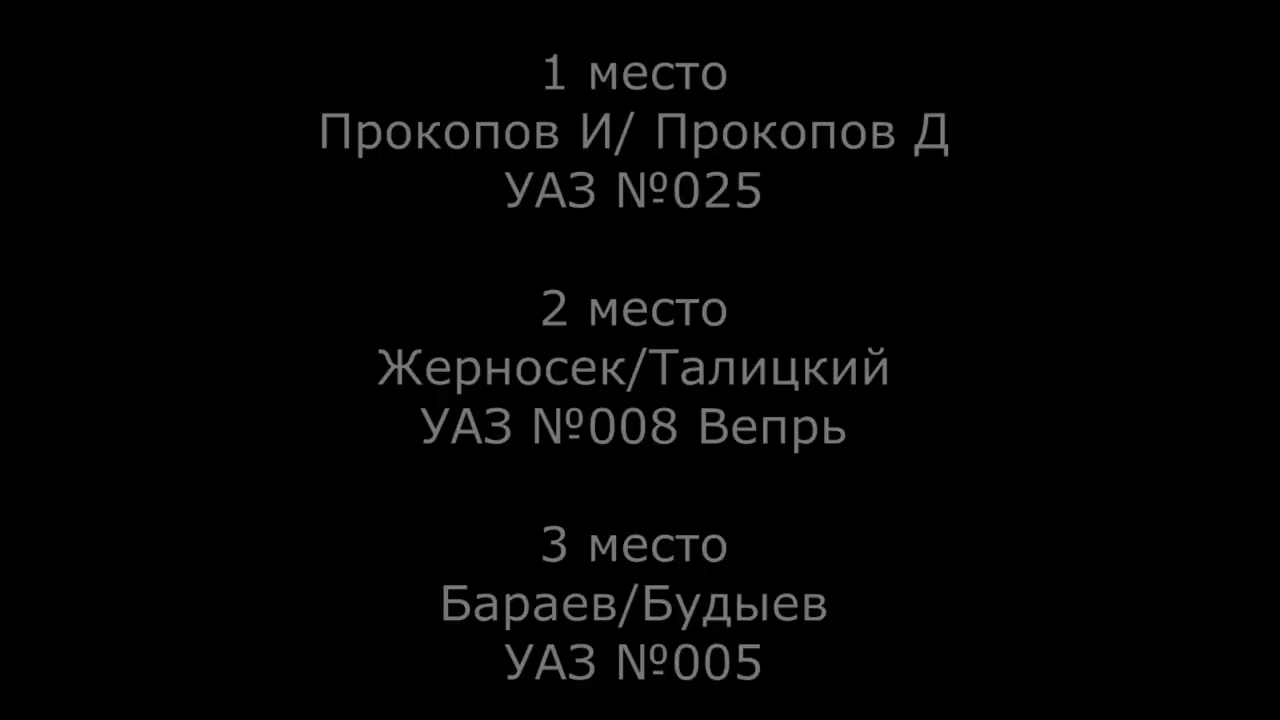 1 место
Прокопов И/ Прокопов Д
УАЗ №025
2 место
Жерносек/Талицкий
УАЗ №008 Вепрь
3 место
Бараев/Будыев
УАЗ №005